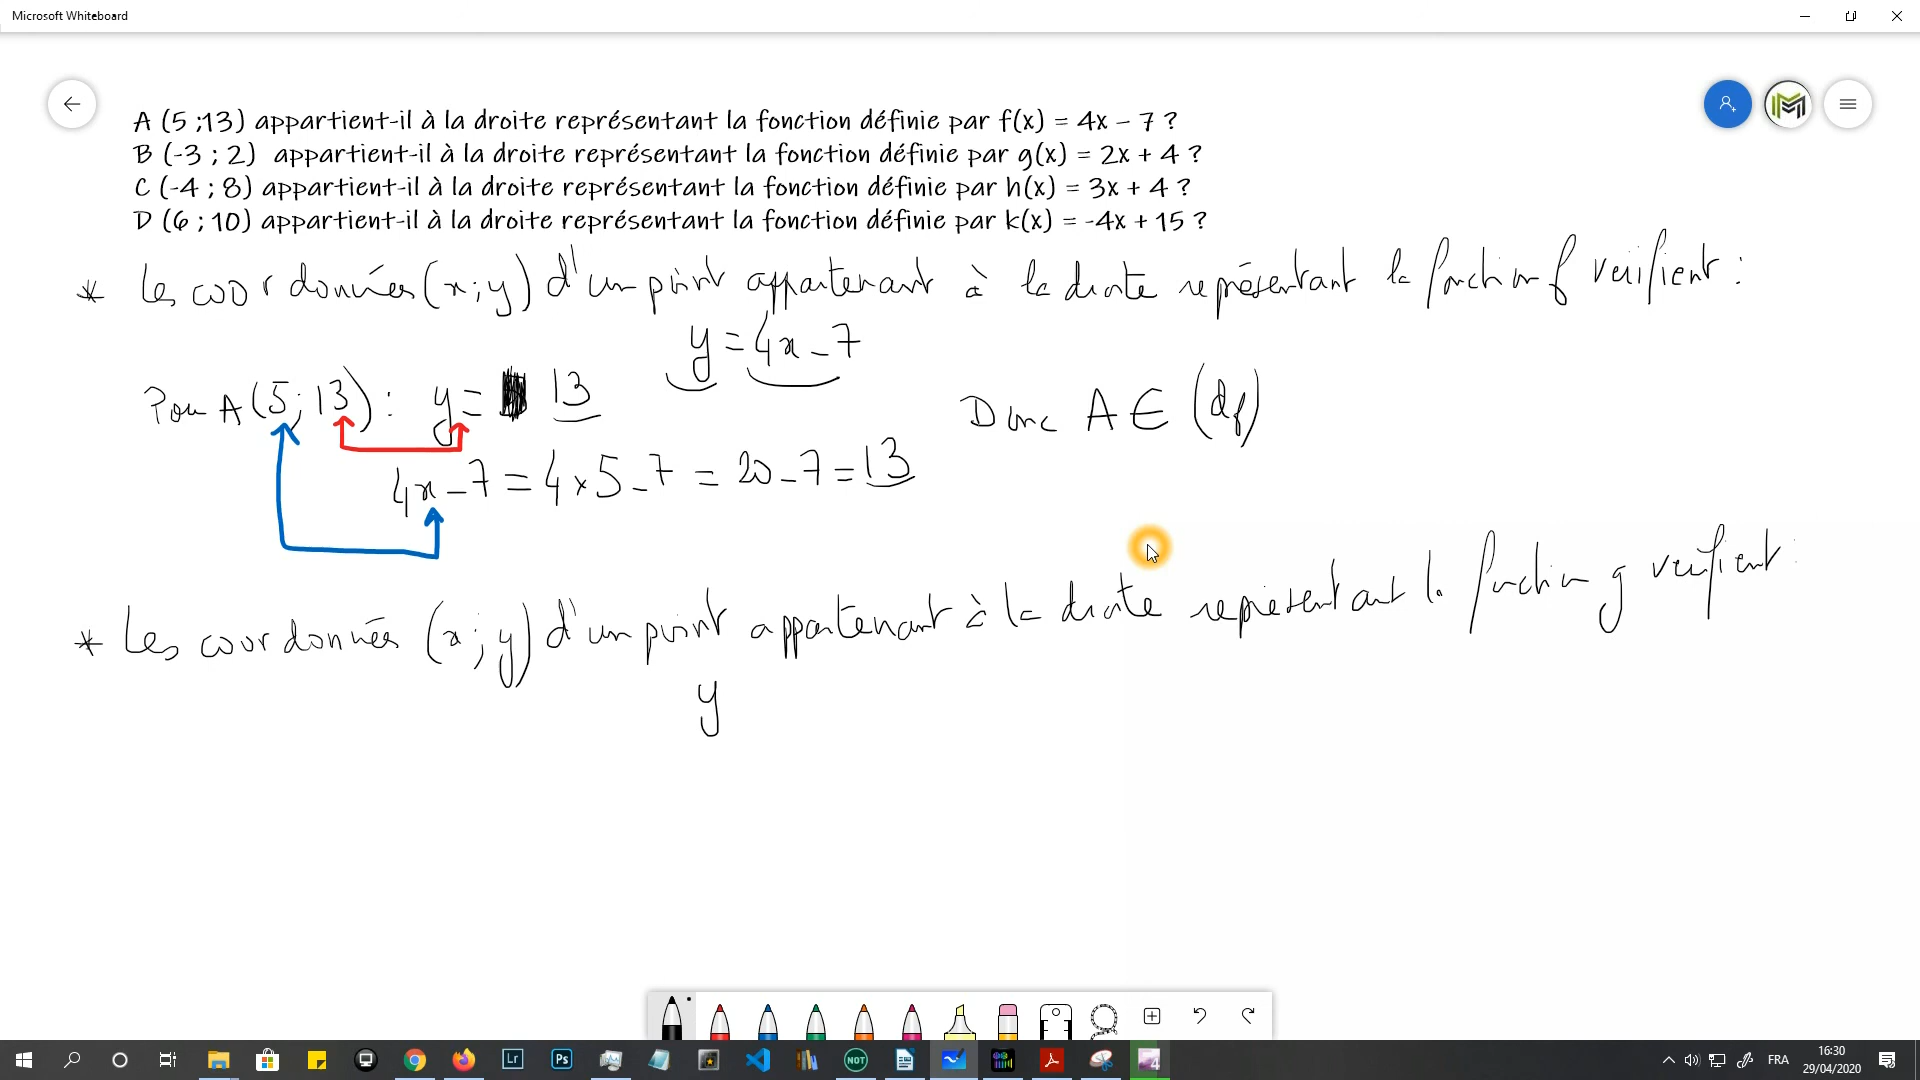 Microsoft Whiteboard
A (5 ;13) appartient-il à la droite représentant la fonction définie par f(x) = 4x – 7 ?
B (-3 ; 2) appartient-il à la droite représentant la fonction définie par g(x) = 2x + 4 ?
C (-4 ; 8) appartient-il à la droite représentant la fonction définie par h(x) = 3x + 4 ?
D (6 ; 10) appartient-il à la droite représentant la fonction définie par k(x) = -4x + 15 ?
* Les coordonnées (x;y) d'un point appartenant à la droite représentant la fonction f vérifient :
y = 4x - 7
Pour A (5; 13) : y = 13
Donc A ∈ (df)
4x - 7 = 4 × 5 - 7 = 20 - 7 = 13
* Les coordonnées (x; y) d'un point appartenant à la droite représentant la fonction g vérifient :
y
Lr
Ps
NOT
4
FRA
16:30
29/04/2020